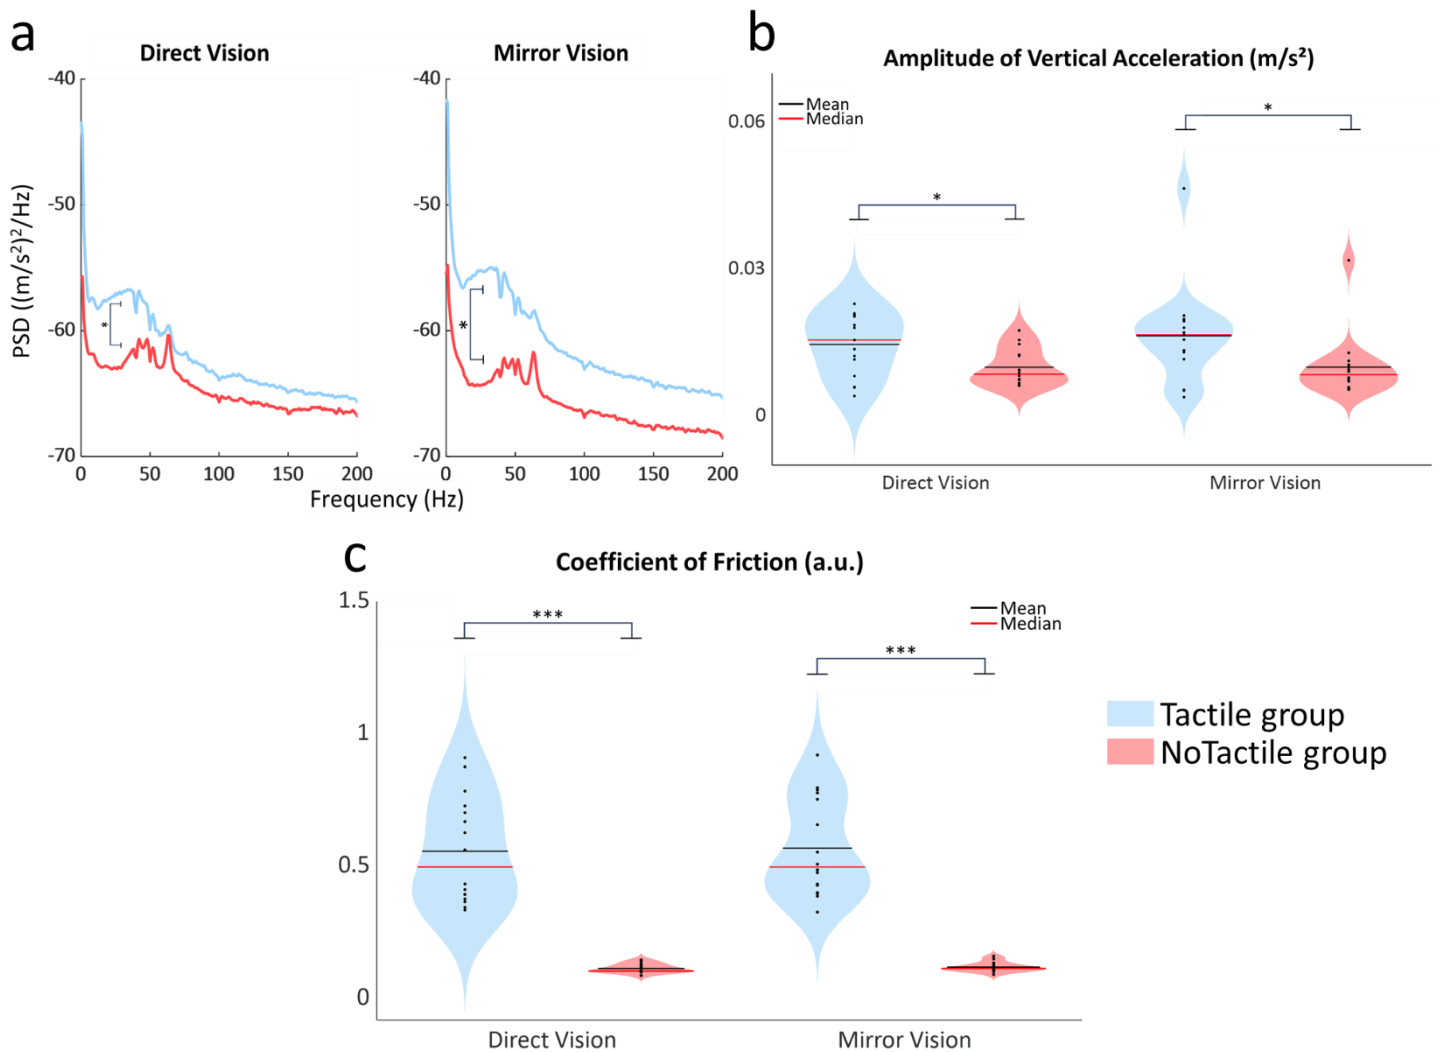 a
Direct Vision
Mirror Vision
PSD ((m/s²)²/Hz)
-40
-50
-60
-70
*
0
50
100
150
200
-40
-50
-60
-70
*
0
50
100
150
200
Frequency (Hz)
b
Amplitude of Vertical Acceleration (m/s²)
Mean
Median
0.06
0.03
0
*
*
Direct Vision
Mirror Vision
c
Coefficient of Friction (a.u.)
1.5
1
0.5
0
***
***
Mean
Median
Direct Vision
Mirror Vision
Tactile group
NoTactile group